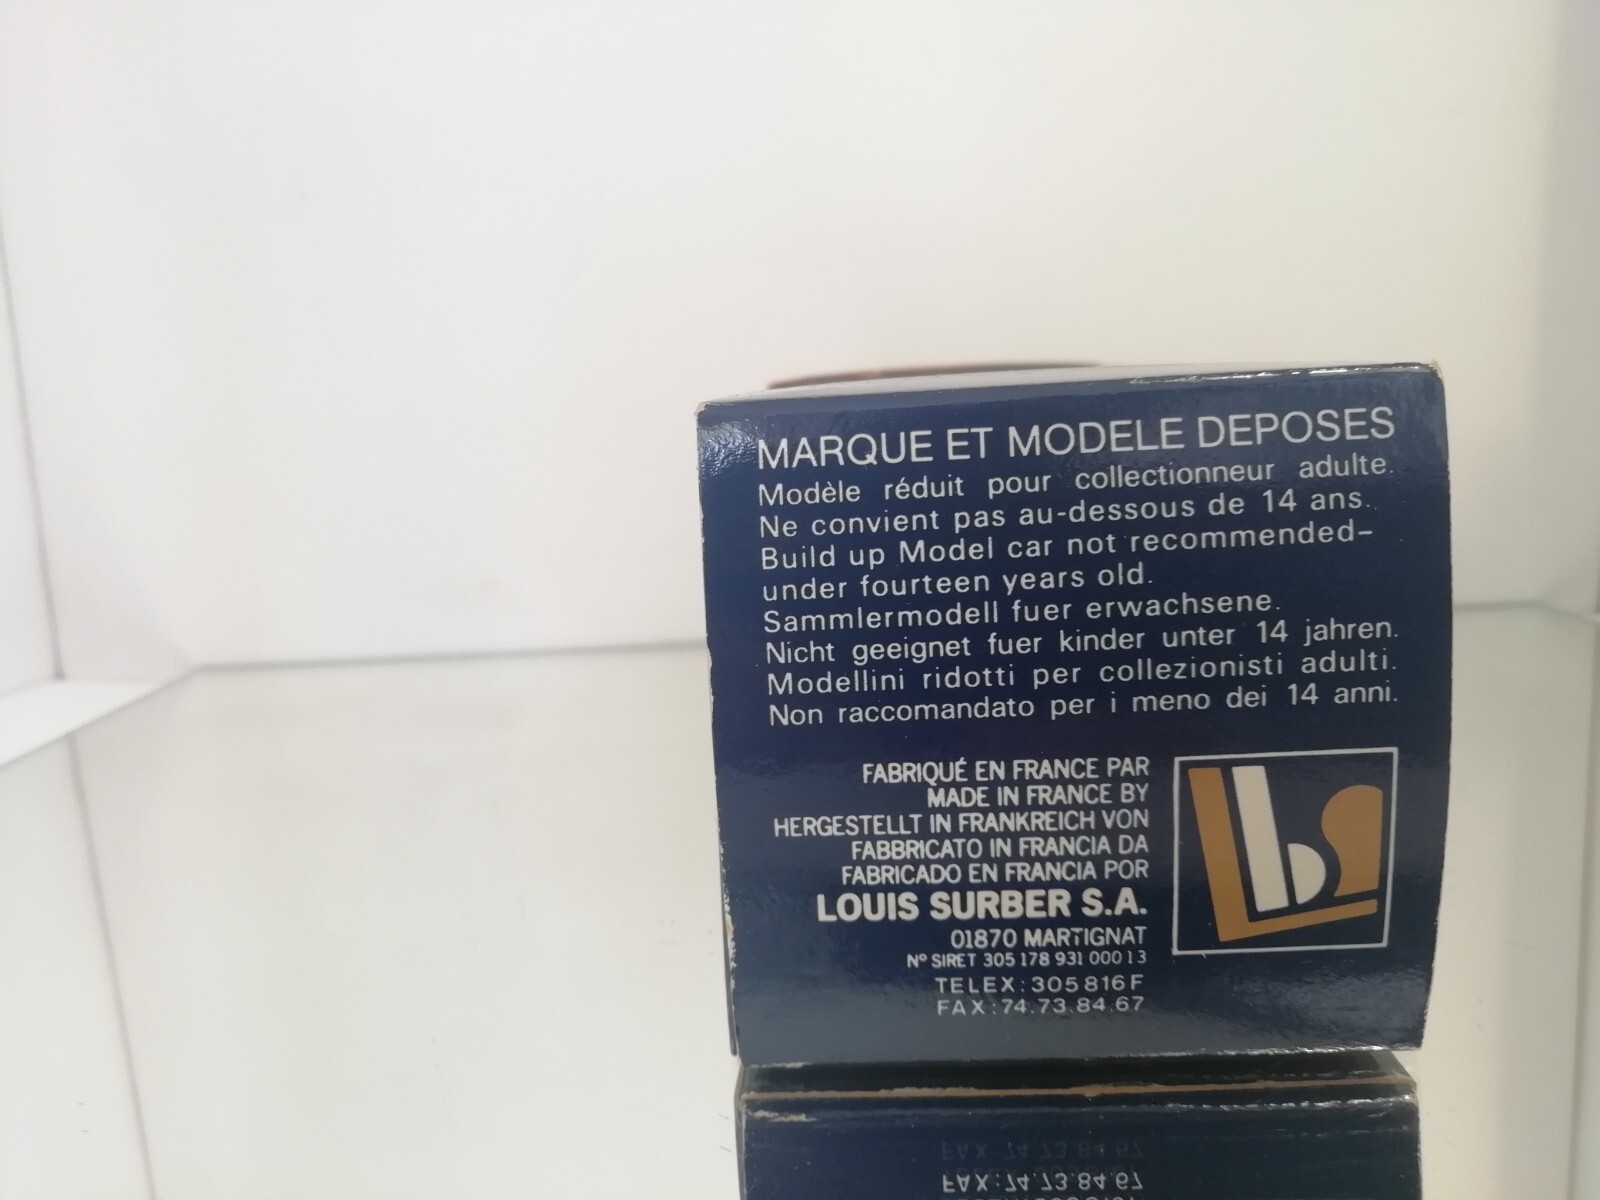 MARQUE ET MODELE DEPOSES
Modèle réduit pour collectionneur adulte.
Ne convient pas au-dessous de 14 ans.
Build up Model car not recommended-
under fourteen years old.
Sammlermodell fuer erwachsene.
Nicht geeignet fuer kinder unter 14 jahren.
Modellini ridotti per collezionisti adulti.
Non raccomandato per i meno dei 14 anni.
FABRIQUÉ EN FRANCE PAR
MADE IN FRANCE BY
HERGESTELLT IN FRANKREICH VON
FABBRICATO IN FRANCIA DA
FABRICADO EN FRANCIA POR
LOUIS SURBER S.A.
01870 MARTIGNAT
N° SIRET 305 178 931 000 13
TELEX: 305 816 F
FAX: 74.73.84.67